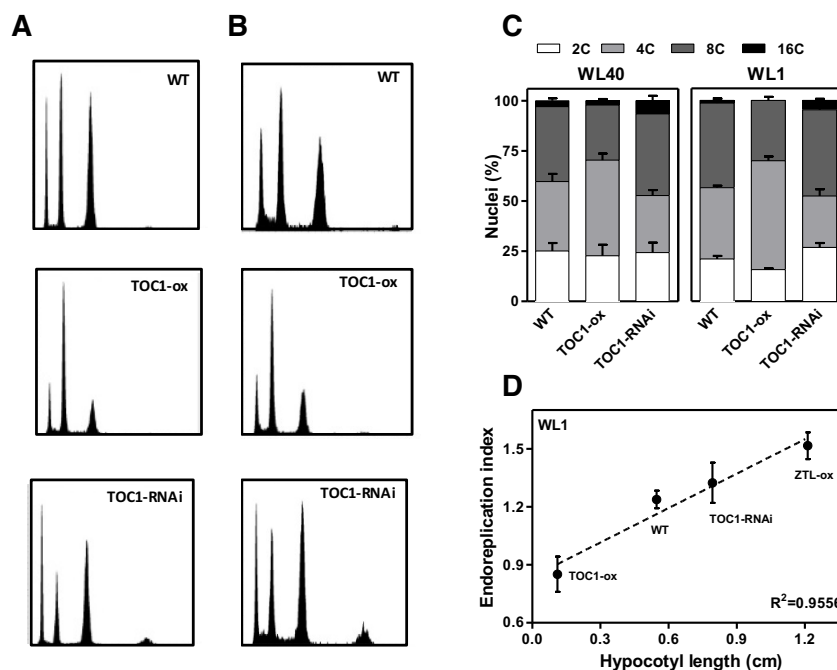 A
B
C
WT
TOC1-ox
TOC1-RNAi
WT
TOC1-ox
TOC1-RNAi
2C 4C 8C 16C
WL40 WL1
Nuclei (%)
100
75
50
25
0
WT TOC1-ox TOC1-RNAi WT TOC1-ox TOC1-RNAi
D
WL1
Endoreplication index
1.5
1.2
0.9
0.6
ZTL-ox
TOC1-RNAi
WT
TOC1-ox
R²=0.9556
0.0 0.3 0.6 0.9 1.2
Hypocotyl length (cm)